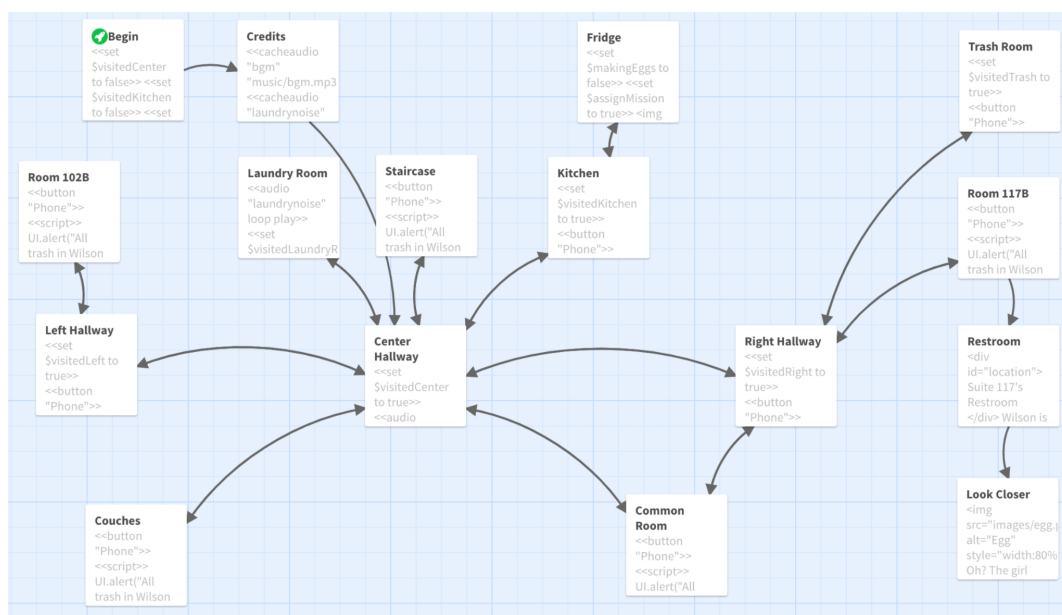 Begin
<<set
$visitedCenter
to false>> <<set
$visitedKitchen
to false>> <<set
Credits
<<cacheaudio
"bgm"
"music/bgm.mp3
<<cacheaudio
"laundrynoise"
Fridge
<<set
$makingEggs to
false>> <<set
$assignMission
to true>> <img
Trash Room
<<set
$visitedTrash to
true>>
<<button
"Phone">>
Room 102B
<<button
"Phone">>
<<script>>
UI.alert("All
trash in Wilson
Laundry Room
<<audio
"laundrynoise"
loop play>>
<<set
$visitedLaundryR
Staircase
<<button
"Phone">>
<<script>>
UI.alert("All
trash in Wilson
Kitchen
<<set
$visitedKitchen
to true>>
<<button
"Phone">>
Room 117B
<<button
"Phone">>
<<script>>
UI.alert("All
trash in Wilson
Left Hallway
<<set
$visitedLeft to
true>>
<<button
"Phone">>
Center
Hallway
<<set
$visitedCenter
to true>>
<<audio
Right Hallway
<<set
$visitedRight to
true>>
<<button
"Phone">>
Restroom
<div
id="location">
Suite 117's
Restroom
</div> Wilson is
Couches
<<button
"Phone">>
<<script>>
UI.alert("All
trash in Wilson
Common
Room
<<button
"Phone">>
<<script>>
UI.alert("All
Look Closer
<img
src="images/egg.p
alt="Egg"
style="width:80%
Oh? The girl